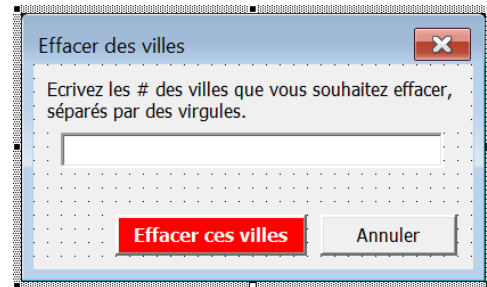 Effacer des villes
Ecrivez les # des villes que vous souhaitez effacer,
séparés par des virgules.
Effacer ces villes
Annuler